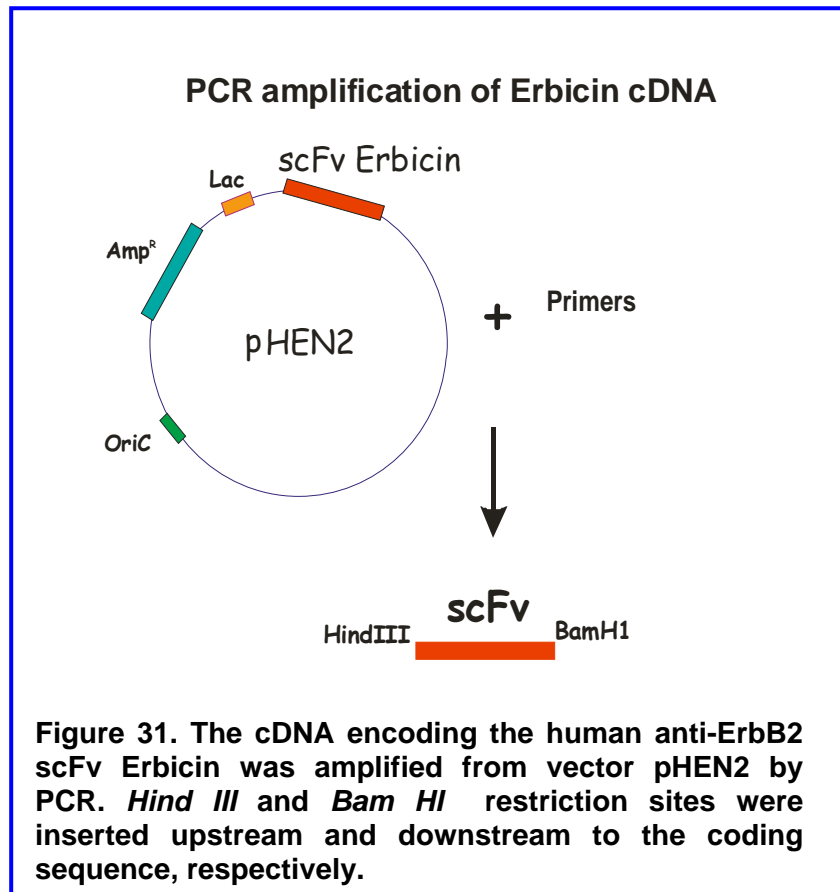 PCR amplification of Erbicin cDNA
scFv Erbicin
Lac
Amp^R
+ Primers
pHEN2
OriC
scFv
HindIII BamH1
Figure 31. The cDNA encoding the human anti-ErbB2
scFv Erbicin was amplified from vector pHEN2 by
PCR. Hind III and Bam HI restriction sites were
inserted upstream and downstream to the coding
sequence, respectively.